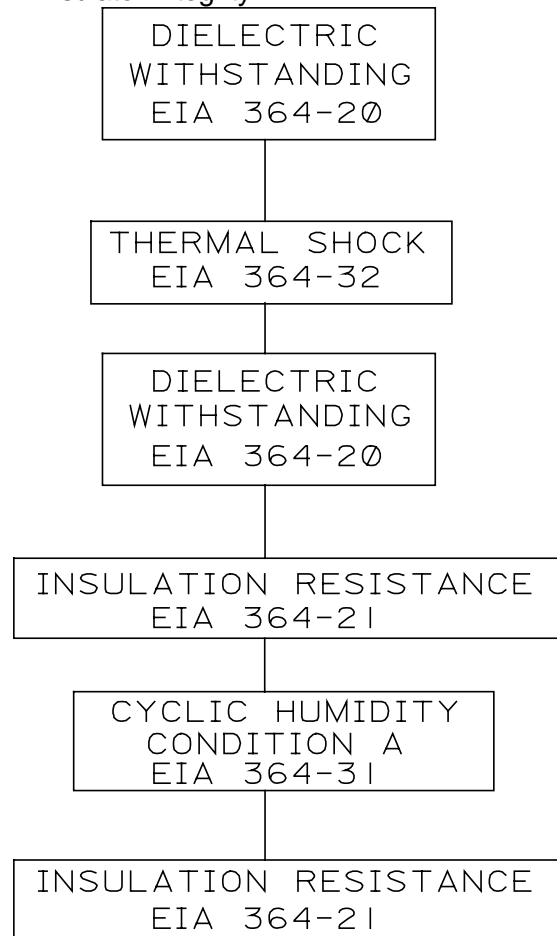 DIELECTRIC
WITHSTANDING
EIA 364-20
THERMAL SHOCK
EIA 364-32
DIELECTRIC
WITHSTANDING
EIA 364-20
INSULATION RESISTANCE
EIA 364-21
CYCLIC HUMIDITY
CONDITION A
EIA 364-31
INSULATION RESISTANCE
EIA 364-21